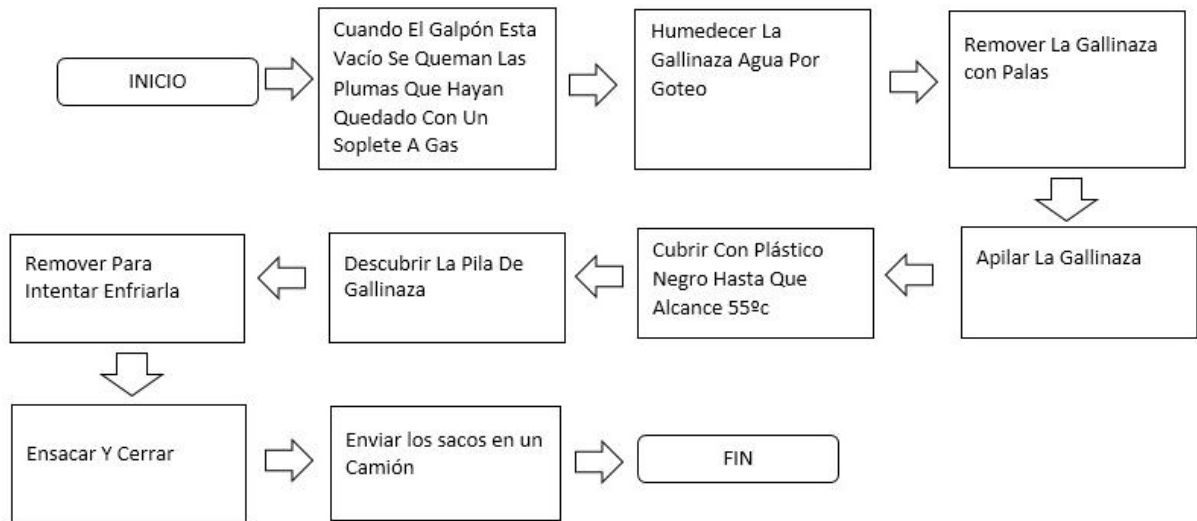 INICIO
Cuando El Galpón Esta
Vacío Se Queman Las
Plumas Que Hayan
Quedado Con Un
Soplete A Gas
Humedecer La
Gallinaza Agua Por
Goteo
Remover La Gallinaza
con Palas
Apilar La Gallinaza
Cubrir Con Plástico
Negro Hasta Que
Alcance 55ºc
Descubrir La Pila De
Gallinaza
Remover Para
Intentar Enfriarla
Ensacar Y Cerrar
Enviar los sacos en un
Camión
FIN